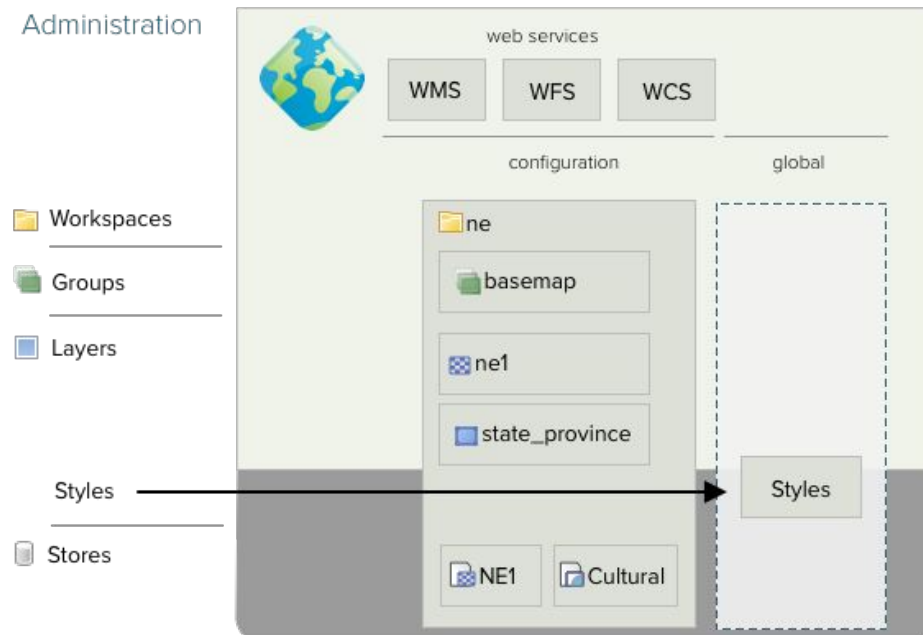 Administration
web services
WMS
WFS
WCS
configuration
global
Workspaces
Groups
Layers
Styles
Stores
ne
basemap
ne1
state_province
NE1
Cultural
Styles